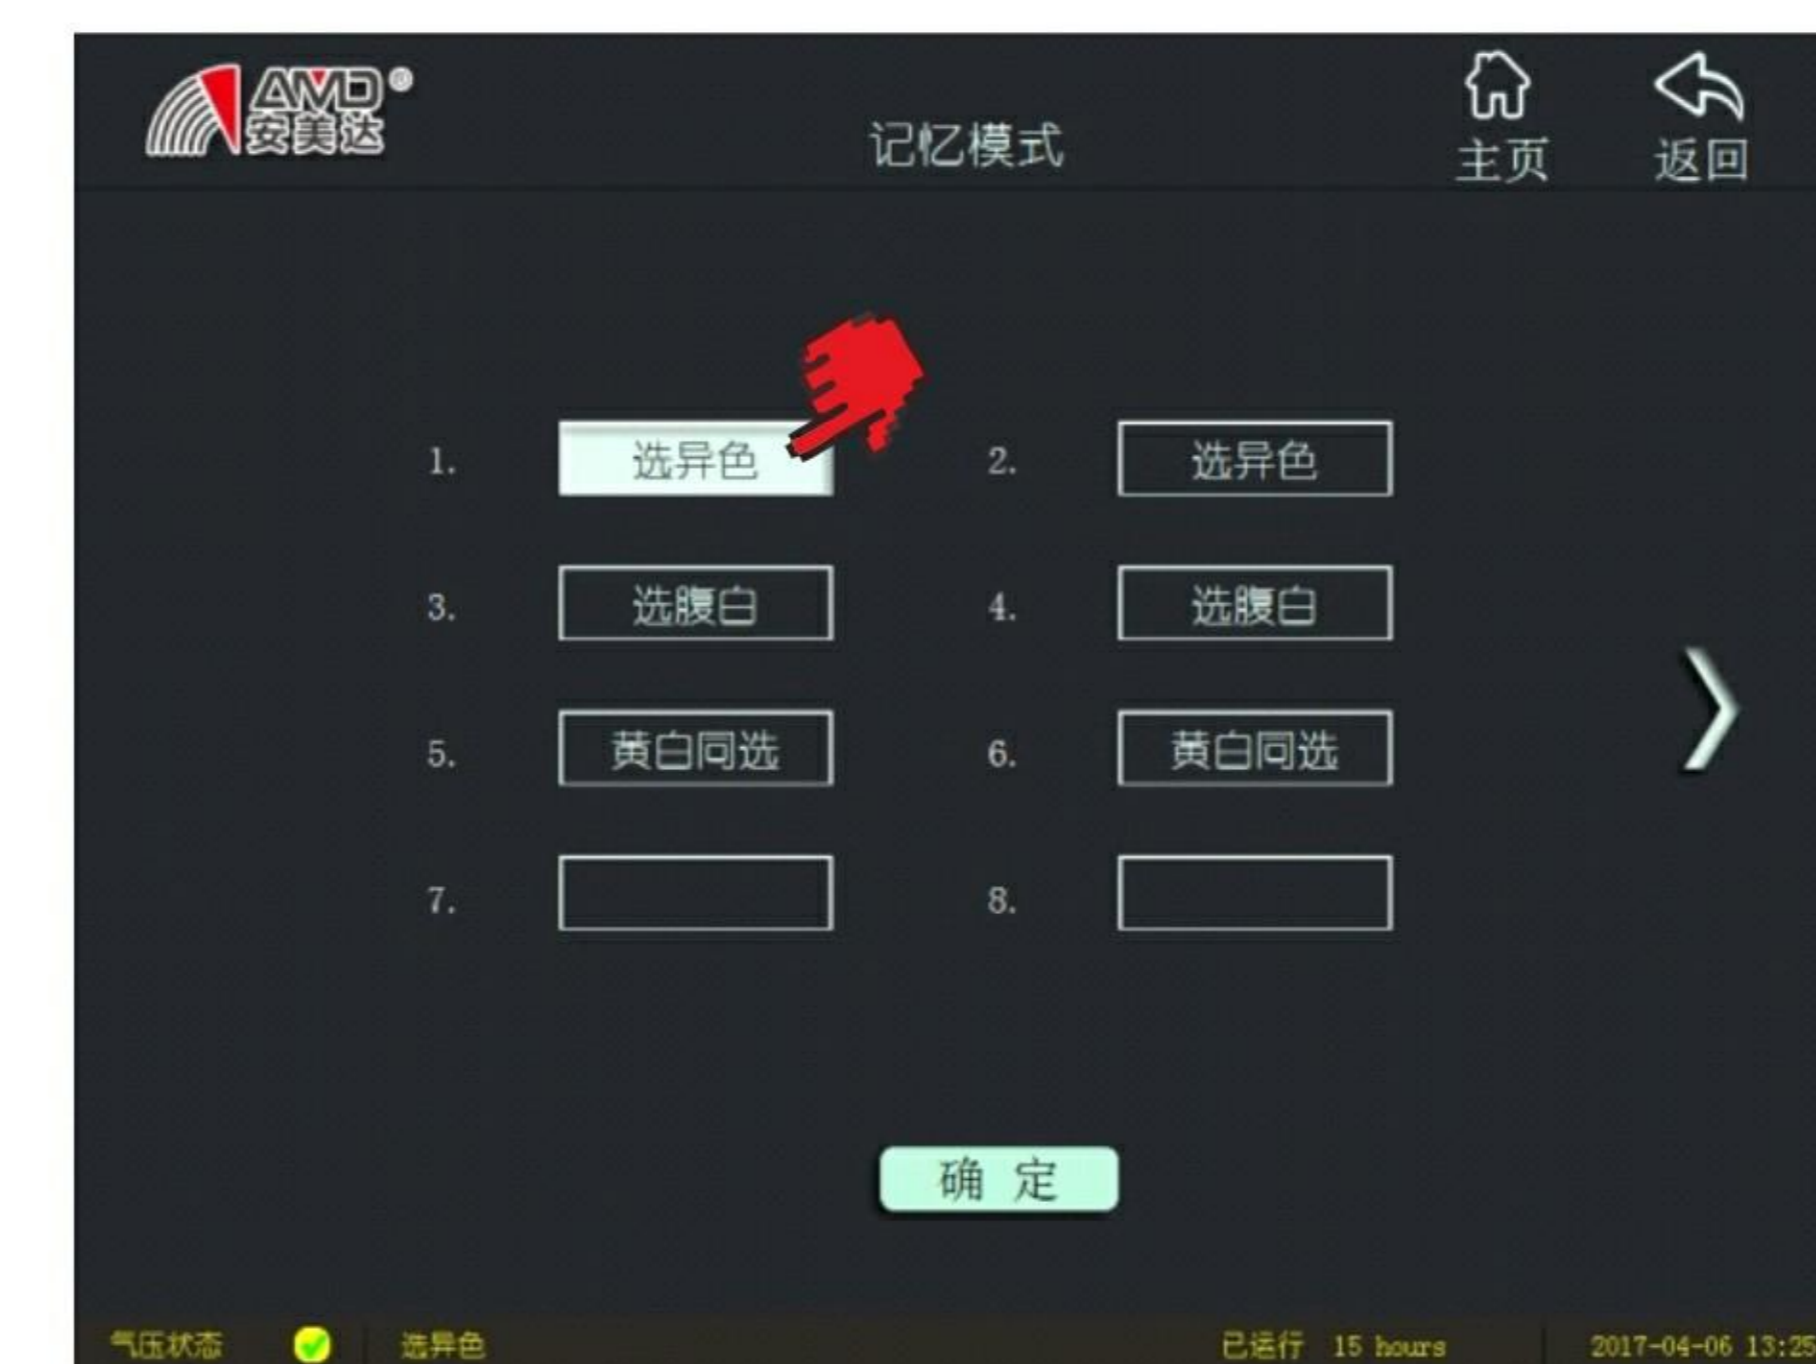 AMD®
安美达
记忆模式
主页
返回
1. 选异色 2. 选异色
3. 选腹白 4. 选腹白
5. 黄白同选 6. 黄白同选
7. 8.
确 定
气压状态 选异色 已运行 15 hours 2017-04-06 13:25